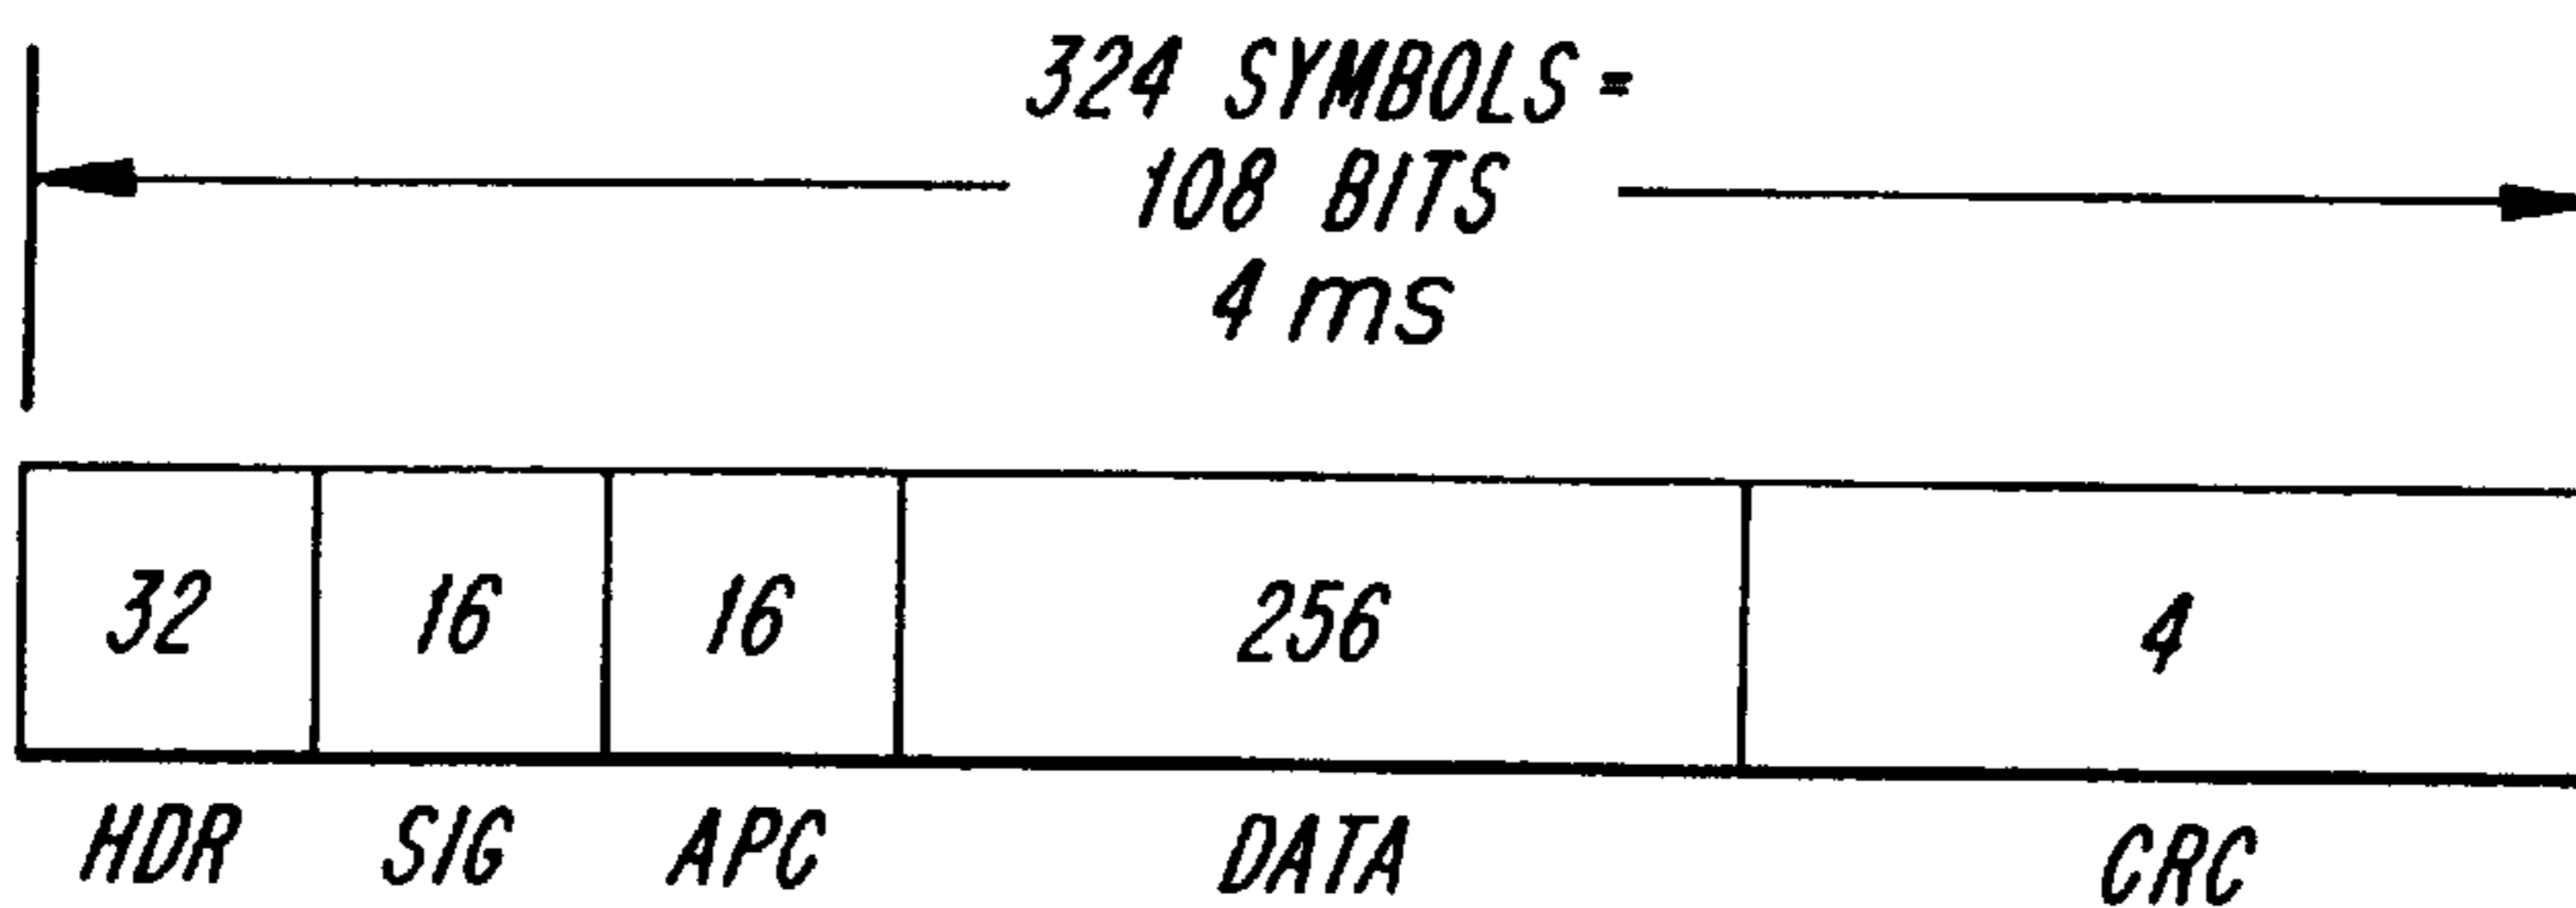 324 SYMBOLS =
108 BITS
4 ms
32 16 16 256 4
HDR SIG APC DATA CRC